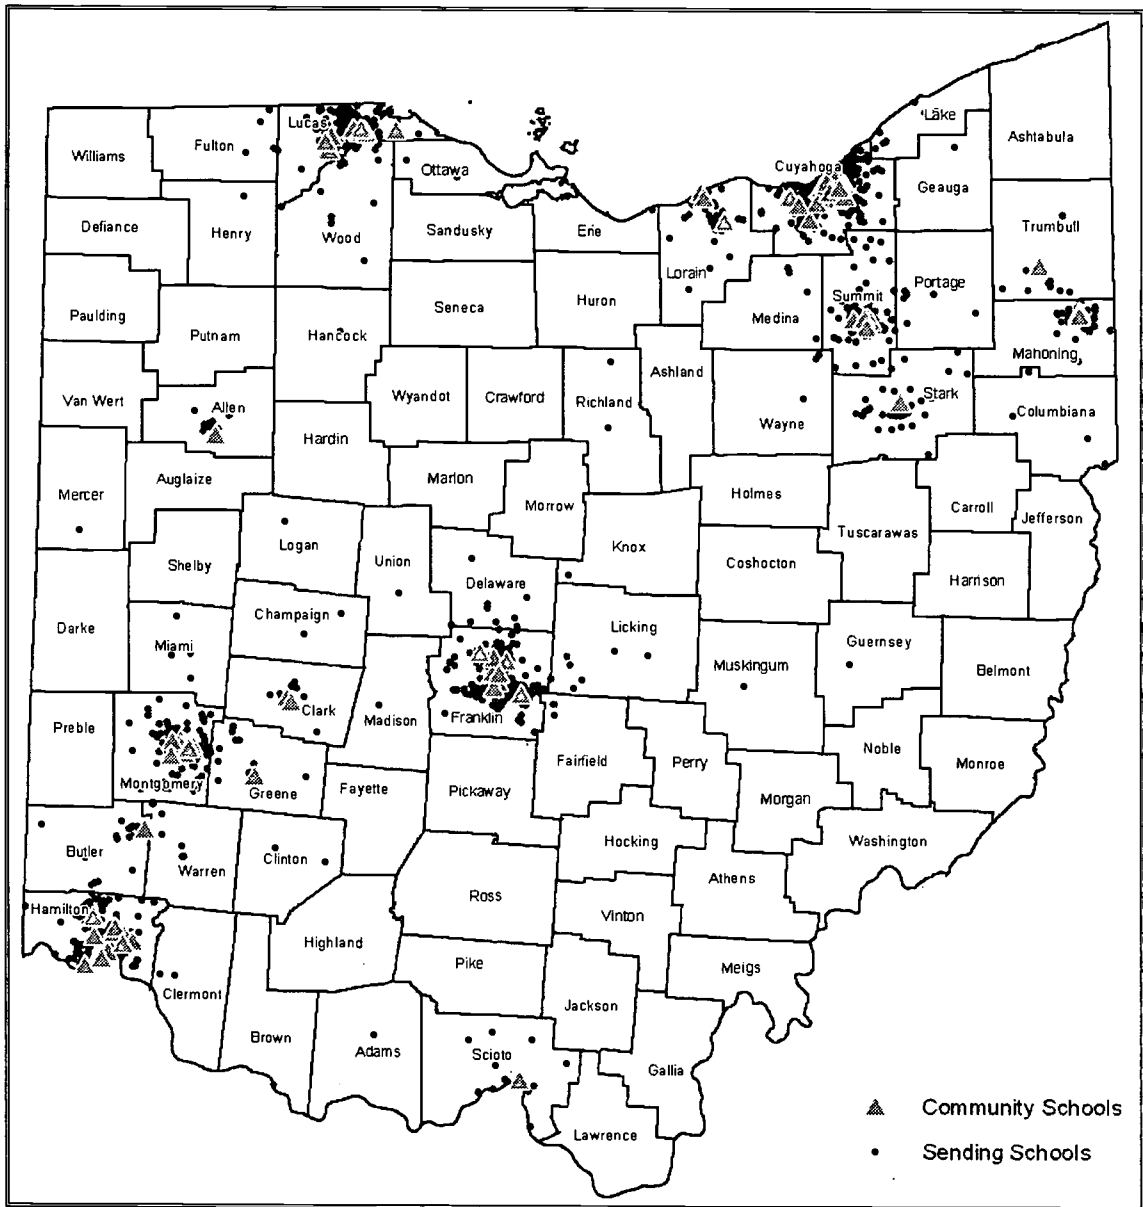 Lake
Ashtabula
Lucas
Fulton
Williams
Cuyahoga
Ottawa
Geauga
Defiance
Henry
Wood
Sandusky
Erie
Trumbull
Lorain
Portage
Summit
Paulding
Putnam
Hancock
Seneca
Huron
Medina
Mahoning
Van Wert
Allen
Wyandot
Crawford
Richland
Ashland
Wayne
Stark
Columbiana
Hardin
Mercer
Auglaize
Marion
Morrow
Holmes
Carroll
Jefferson
Tuscarawas
Shelby
Logan
Union
Delaware
Knox
Coshocton
Harrison
Darke
Miami
Champaign
Licking
Muskingum
Guernsey
Belmont
Preble
Clark
Madison
Franklin
Fairfield
Perry
Noble
Monroe
Montgomery
Greene
Fayette
Pickaway
Morgan
Butler
Warren
Clinton
Hocking
Washington
Hamilton
Ross
Athens
Highland
Vinton
Clermont
Pike
Meigs
Jackson
Brown
Adams
Scioto
Gallia
Lawrence
Community Schools
Sending Schools